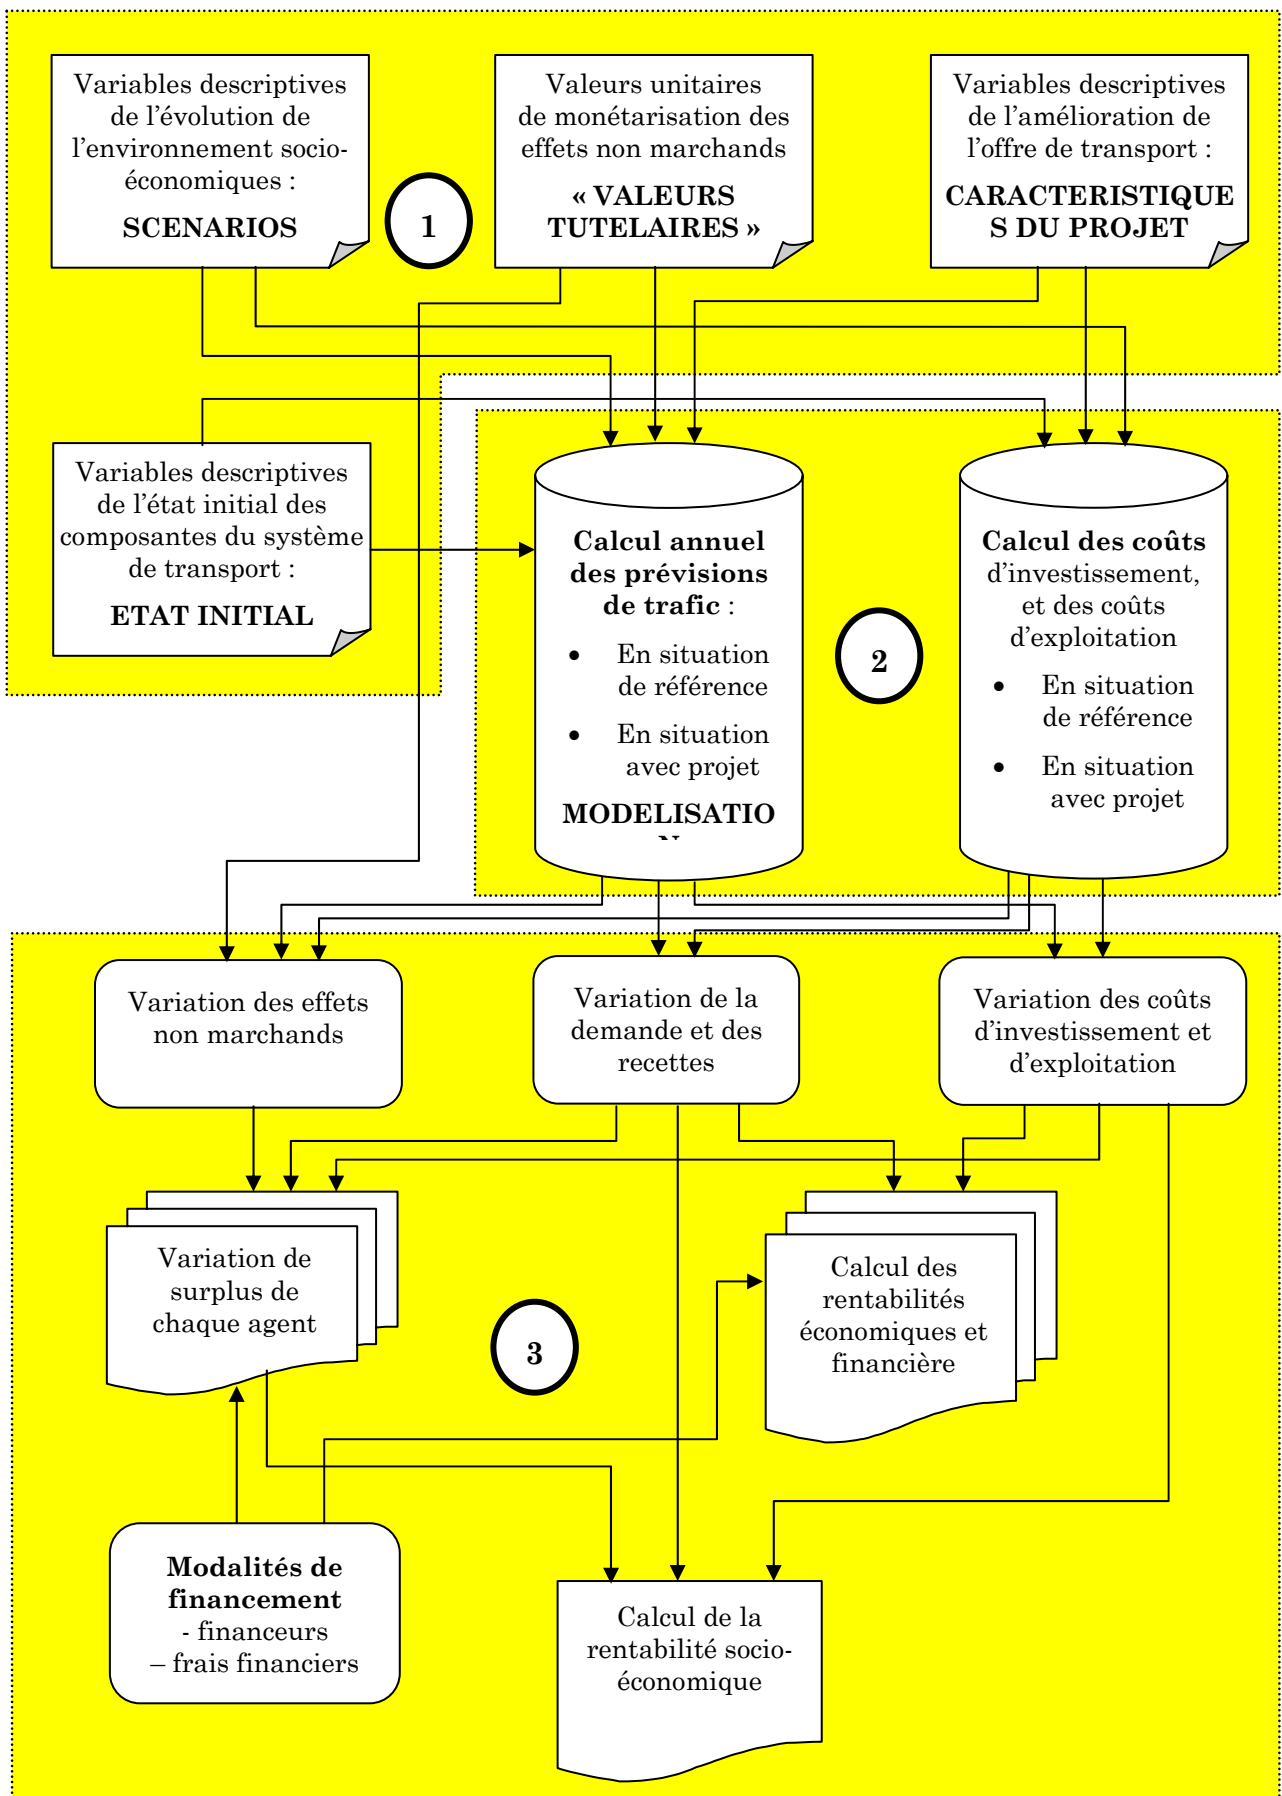 Variables descriptives
de l'évolution de
l'environnement socio-
économiques :
SCENARIOS
1
Valeurs unitaires
de monétarisation des
effets non marchands
« VALEURS
TUTELAIRES »
Variables descriptives
de l'amélioration de
l'offre de transport :
CARACTERISTIQUE
S DU PROJET
Variables descriptives
de l'état initial des
composantes du système
de transport :
ETAT INITIAL
Calcul annuel
des prévisions
de trafic :
• En situation
de référence
• En situation
avec projet
MODELISATIO
N
2
Calcul des coûts
d'investissement,
et des coûts
d'exploitation
• En situation
de référence
• En situation
avec projet
Variation des effets
non marchands
Variation de la
demande et des
recettes
Variation des coûts
d'investissement et
d'exploitation
Variation de
surplus de
chaque agent
3
Calcul des
rentabilités
économiques et
financière
Modalités de
financement
- financeurs
– frais financiers
Calcul de la
rentabilité socio-
économique